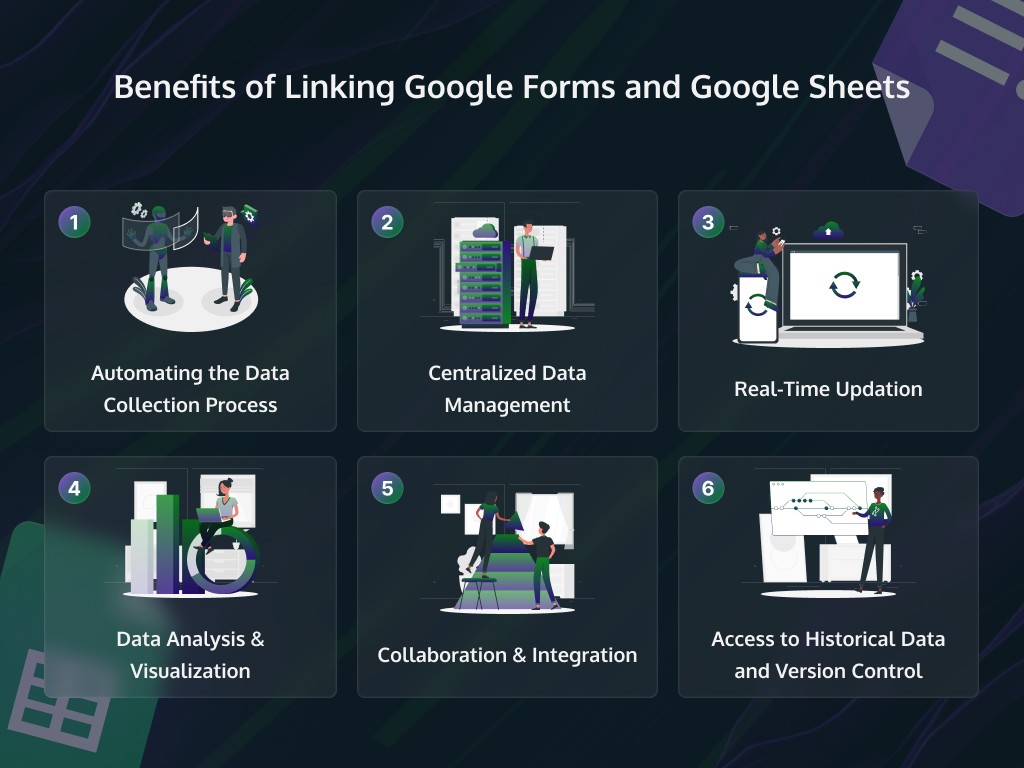 Benefits of Linking Google Forms and Google Sheets
1
Automating the Data
Collection Process
2
Centralized Data
Management
3
Real-Time Updation
4
Data Analysis &
Visualization
5
Collaboration & Integration
6
Access to Historical Data
and Version Control